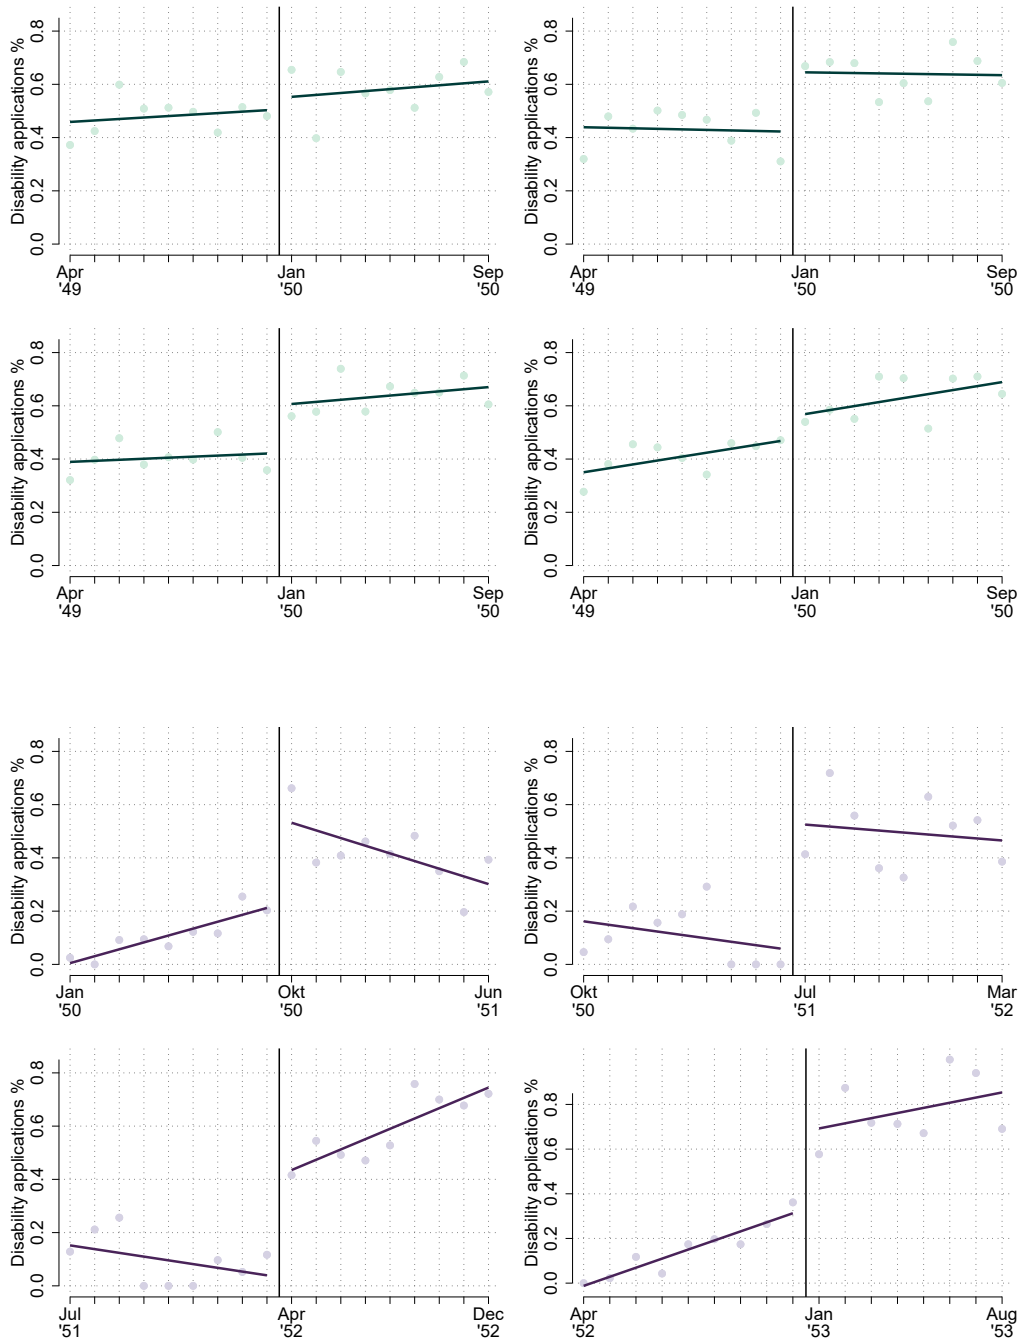 Disability applications %
0.0 0.2 0.4 0.6 0.8
Apr Jan Sep
'49 '50 '50
Disability applications %
0.0 0.2 0.4 0.6 0.8
Apr Jan Sep
'49 '50 '50
Disability applications %
0.0 0.2 0.4 0.6 0.8
Apr Jan Sep
'49 '50 '50
Disability applications %
0.0 0.2 0.4 0.6 0.8
Apr Jan Sep
'49 '50 '50
Disability applications %
0.0 0.2 0.4 0.6 0.8
Jan Okt Jun
'50 '50 '51
Disability applications %
0.0 0.2 0.4 0.6 0.8
Okt Jul Mar
'50 '51 '52
Disability applications %
0.0 0.2 0.4 0.6 0.8
Jul Apr Dec
'51 '52 '52
Disability applications %
0.0 0.2 0.4 0.6 0.8
Apr Jan Aug
'52 '53 '53